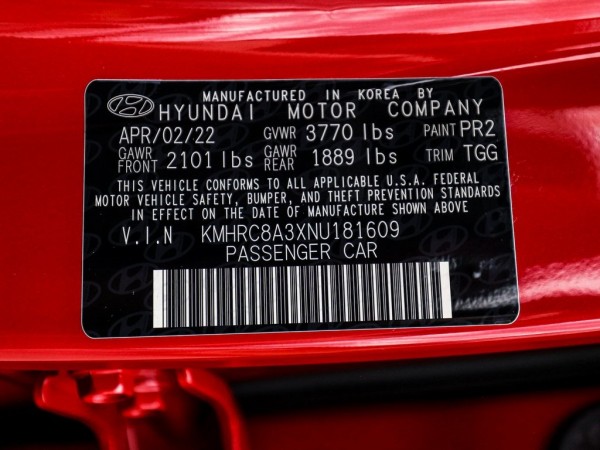 MANUFACTURED IN KOREA BY
HYUNDAI MOTOR COMPANY
APR/02/22 GVWR 3770 lbs PAINT PR2
GAWR FRONT 2101 lbs GAWR REAR 1889 lbs TRIM TGG
THIS VEHICLE CONFORMS TO ALL APPLICABLE U.S.A. FEDERAL
MOTOR VEHICLE SAFETY, BUMPER, AND THEFT PREVENTION STANDARDS
IN EFFECT ON THE DATE OF MANUFACTURE SHOWN ABOVE
V.I.N KMHRC8A3XNU181609
PASSENGER CAR